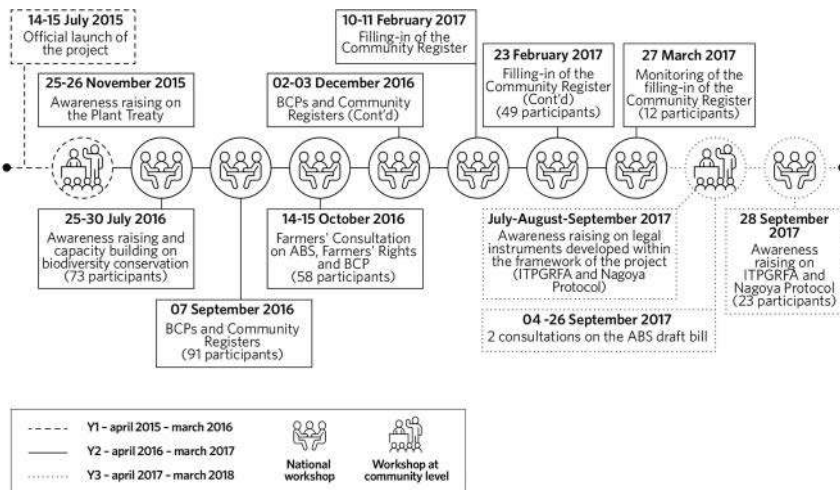 14-15 July 2015
Official launch of
the project
25-26 November 2015
Awareness raising on
the Plant Treaty
02-03 December 2016
BCPs and Community
Registers (Cont'd)
10-11 February 2017
Filling-in of the
Community Register
23 February 2017
Filling-in of the
Community Register
(Cont'd)
(49 participants)
27 March 2017
Monitoring of the
filling-in of the
Community Register
(12 participants)
25-30 July 2016
Awareness raising and
capacity building on
biodiversity conservation
(73 participants)
07 September 2016
BCPs and Community
Registers
(91 participants)
14-15 October 2016
Farmers' Consultation
on ABS, Farmers' Rights
and BCP
(58 participants)
July-August-September 2017
Awareness raising on legal
instruments developed within
the framework of the project
(ITPGRFA and Nagoya
Protocol)
04 -26 September 2017
2 consultations on the ABS draft bill
28 September
2017
Awareness
raising on
ITPGRFA and
Nagoya Protocol
(23 participants)
Y1 – april 2015 – march 2016
Y2 – april 2016 – march 2017
Y3 – april 2017 – march 2018
National
workshop
Workshop at
community level